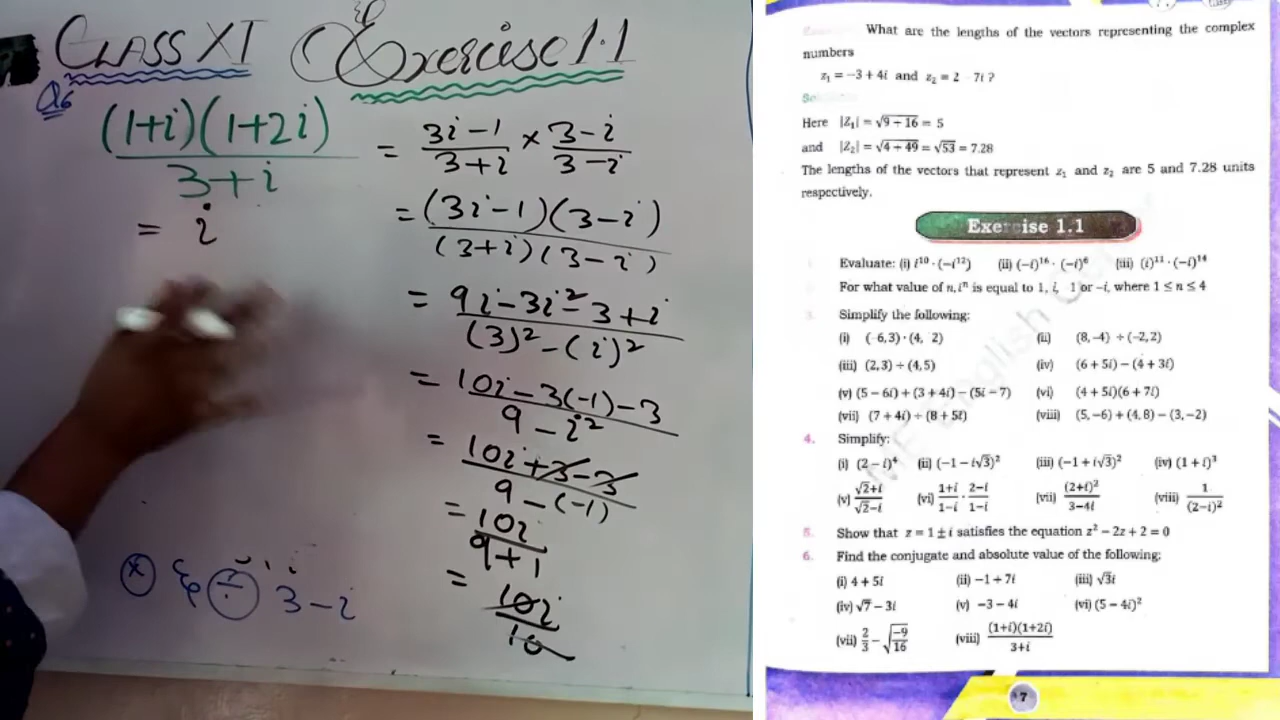 CLASS XI Exercise 1.1
Q6
(1+i)(1+2i)
3+i
= i
= 3i-1 × 3-i
3+i 3-i
= (3i-1)(3-i)
(3+i)(3-i)
= 9i-3i²-3+i
(3)²-(i)²
= 10i-3(-1)-3
9-i²
= 10i+3-3
9-(-1)
= 10i
9+1
= 10i
10
× ÷ 3-i
What are the lengths of the vectors representing the complex
numbers
z₁ = -3 + 4i and z₂ = 2 7i ?
Here |Z₁| = √9 + 16 = 5
and |Z₂| = √4 + 49 = √53 = 7.28
The lengths of the vectors that represent z₁ and z₂ are 5 and 7.28 units
respectively.
Exercise 1.1
Evaluate: (i) i¹⁰ · (-i¹²) (ii) (-i)¹⁶ · (-i)⁶ (iii) (i)¹¹ · (-i)¹⁴
For what value of n, iⁿ is equal to 1, i, 1 or -i, where 1 ≤ n ≤ 4
3. Simplify the following:
(i) (6,3) · (4, 2) (ii) (8,-4) ÷ (-2,2)
(iii) (2,3) ÷ (4,5) (iv) (6 + 5i) - (4 + 3i)
(v) (5 - 6i) + (3 + 4i) - (5i - 7) (vi) (4 + 5i)(6 + 7i)
(vii) (7 + 4i) ÷ (8 + 5i) (viii) (5,-6) + (4,8) - (3,-2)
4. Simplify:
(i) (2 - i)⁴ (ii) (-1 - i√3)² (iii) (-1 + i√3)² (iv) (1 + i)³
(v) √2+i / √2-i (vi) 1+i / 1-i · 2-i / 1-i (vii) (2+i)² / 3-4i (viii) 1 / (2-i)²
5. Show that z = 1 ± i satisfies the equation z² - 2z + 2 = 0
6. Find the conjugate and absolute value of the following:
(i) 4 + 5i (ii) -1 + 7i (iii) √3i
(iv) √7 - 3i (v) -3 - 4i (vi) (5 - 4i)²
(vii) 2/3 - √-9/16 (viii) (1+i)(1+2i) / 3+i
7